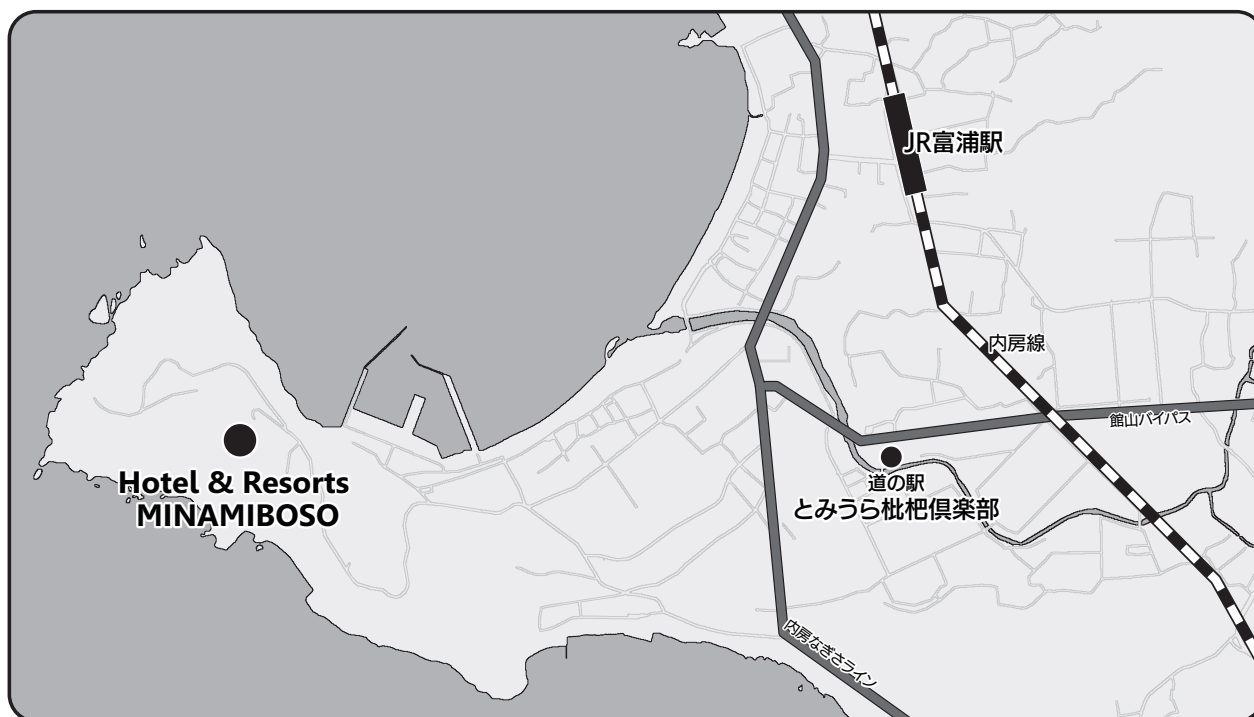 JR富浦駅
内房線
館山バイパス
Hotel & Resorts
MINAMIBOSO
道の駅
とみうら枇杷倶楽部
内房なぎさライン